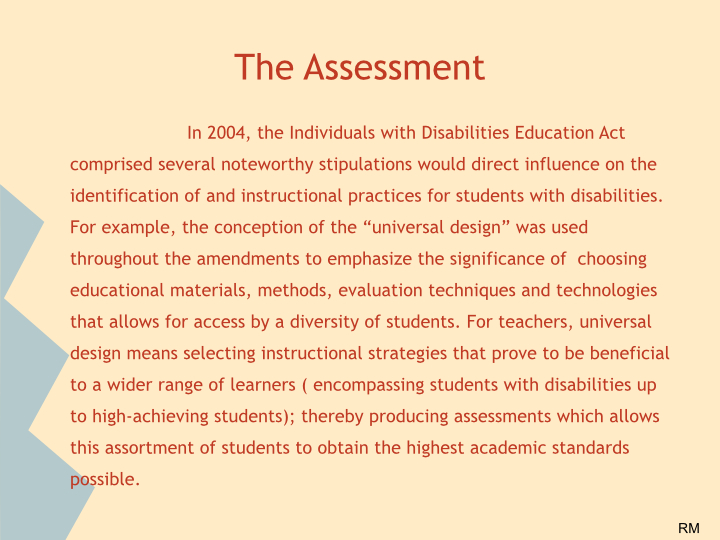 The Assessment
In 2004, the Individuals with Disabilities Education Act
comprised several noteworthy stipulations would direct influence on the
identification of and instructional practices for students with disabilities.
For example, the conception of the “universal design” was used
throughout the amendments to emphasize the significance of  choosing
educational materials, methods, evaluation techniques and technologies
that allows for access by a diversity of students. For teachers, universal
design means selecting instructional strategies that prove to be beneficial
to a wider range of learners ( encompassing students with disabilities up
to high-achieving students); thereby producing assessments which allows
this assortment of students to obtain the highest academic standards
possible.
RM